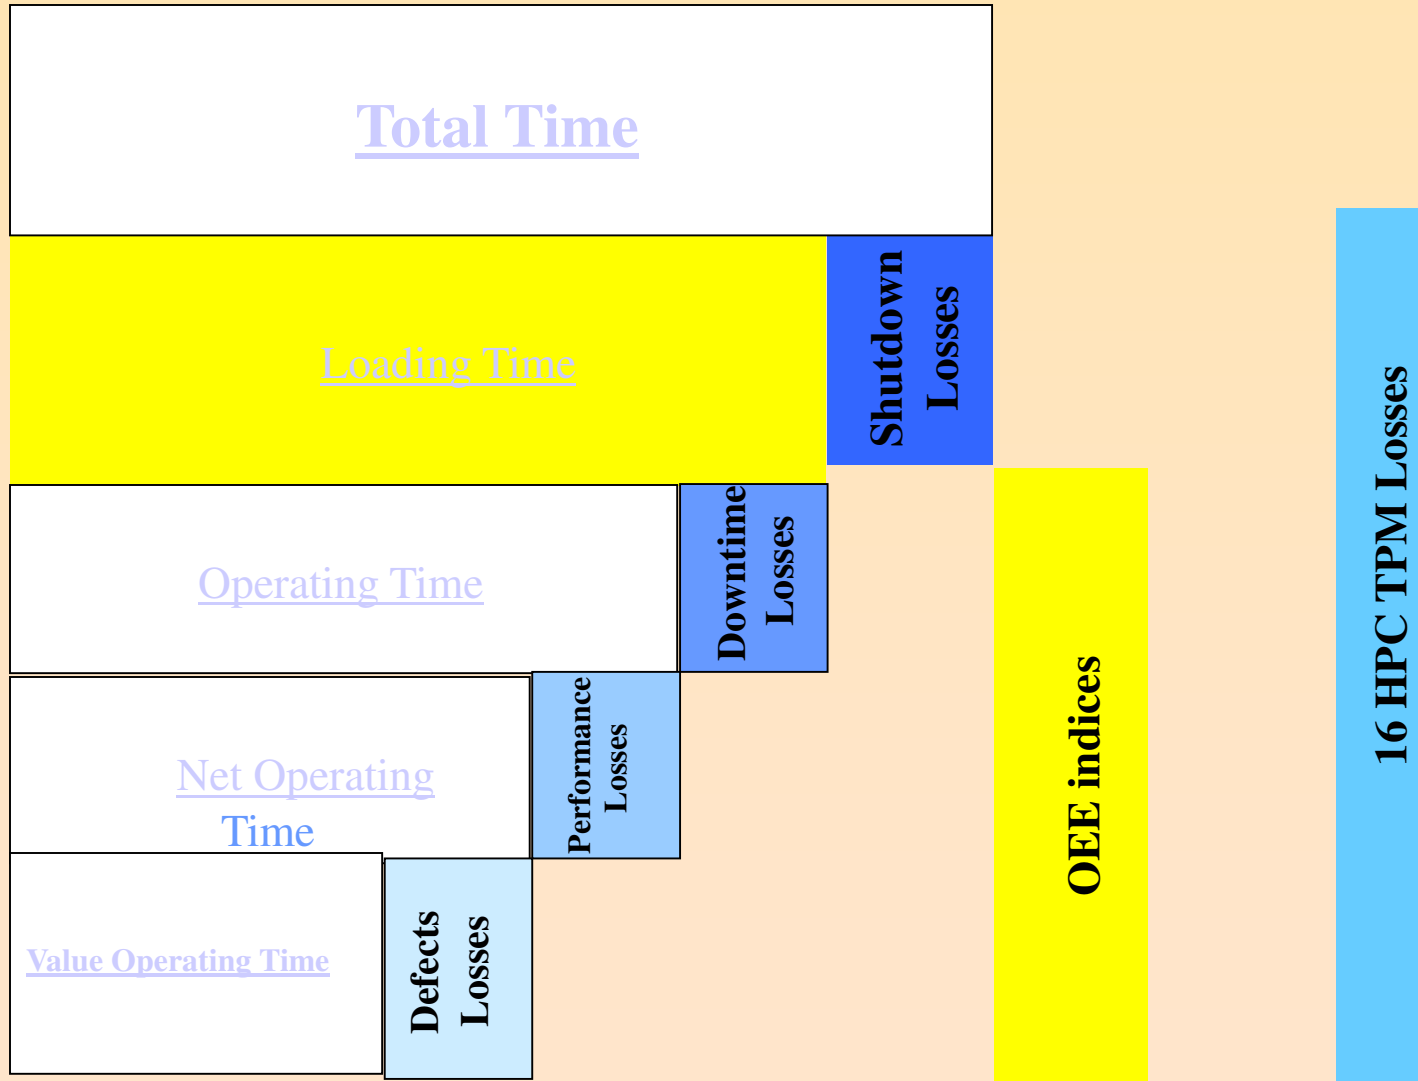 Total Time
Loading Time
Shutdown
Losses
Operating Time
Downtime
Losses
Net Operating
Time
Performance
Losses
Value Operating Time
Defects
Losses
OEE indices
16 HPC TPM Losses